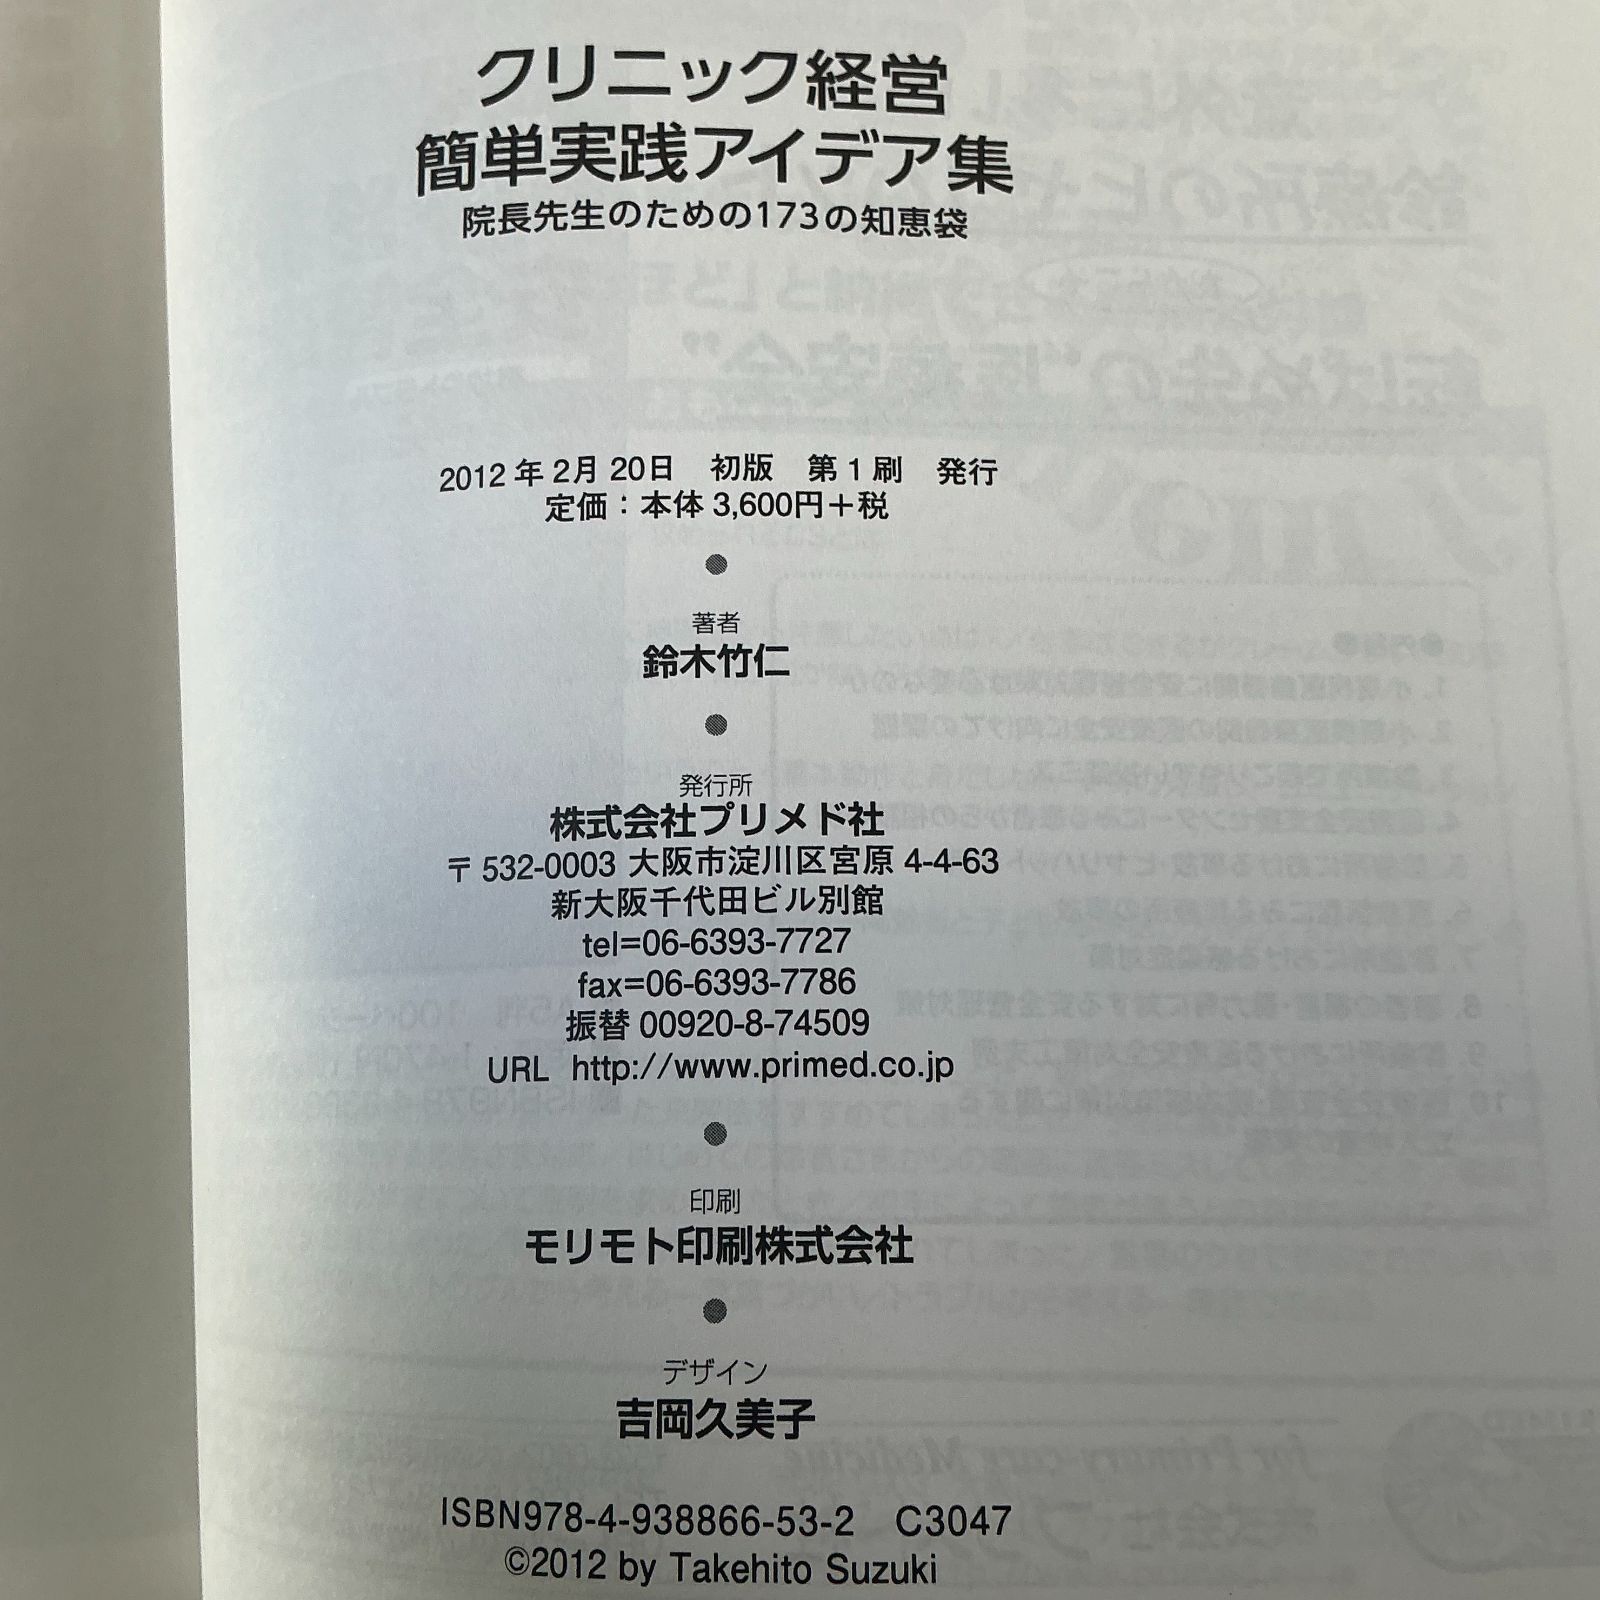 クリニック経営
簡単実践アイデア集
院長先生のための173の知恵袋
2012年2月20日 初版 第1刷 発行
定価：本体3,600円＋税
著者
鈴木竹仁
発行所
株式会社プリメド社
〒532-0003 大阪市淀川区宮原4-4-63
新大阪千代田ビル別館
tel=06-6393-7727
fax=06-6393-7786
振替 00920-8-74509
URL http://www.primed.co.jp
印刷
モリモト印刷株式会社
デザイン
吉岡久美子
ISBN978-4-938866-53-2 C3047
©2012 by Takehito Suzuki